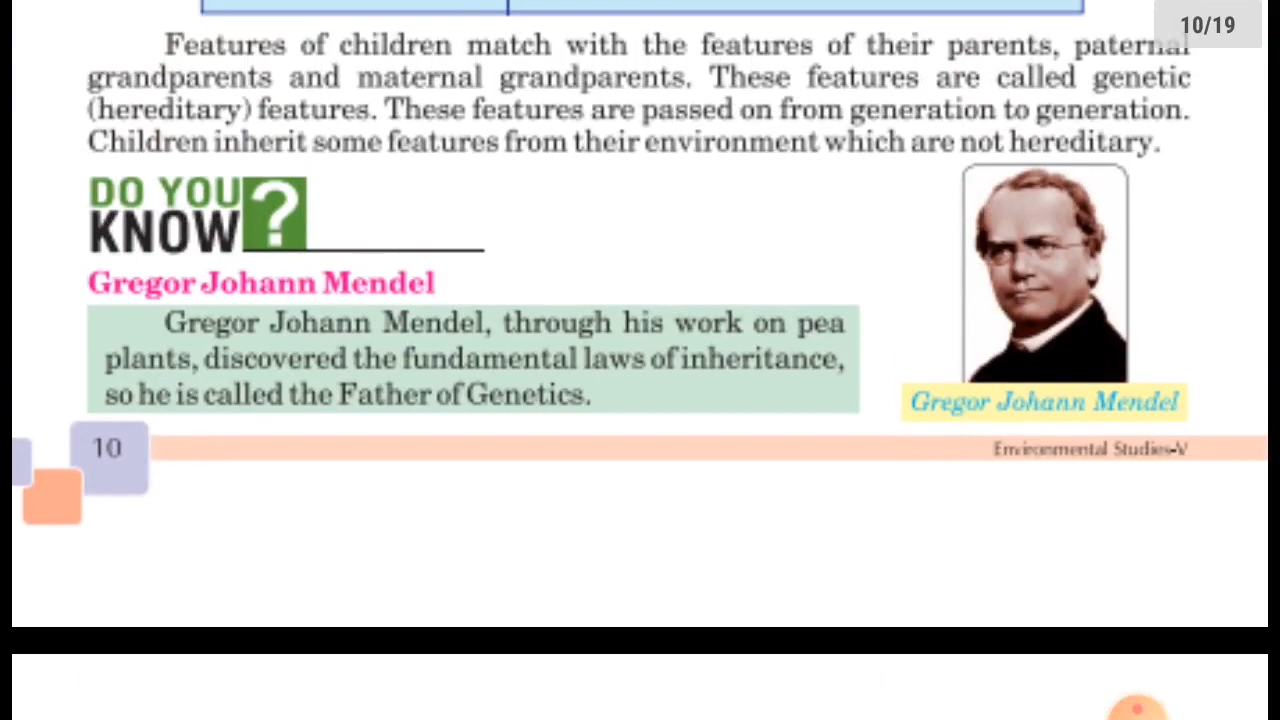 10/19
Features of children match with the features of their parents, paternal
grandparents and maternal grandparents. These features are called genetic
(hereditary) features. These features are passed on from generation to generation.
Children inherit some features from their environment which are not hereditary.
DO YOU
KNOW ?
Gregor Johann Mendel
Gregor Johann Mendel, through his work on pea
plants, discovered the fundamental laws of inheritance,
so he is called the Father of Genetics.
Gregor Johann Mendel
10
Environmental Studies-V